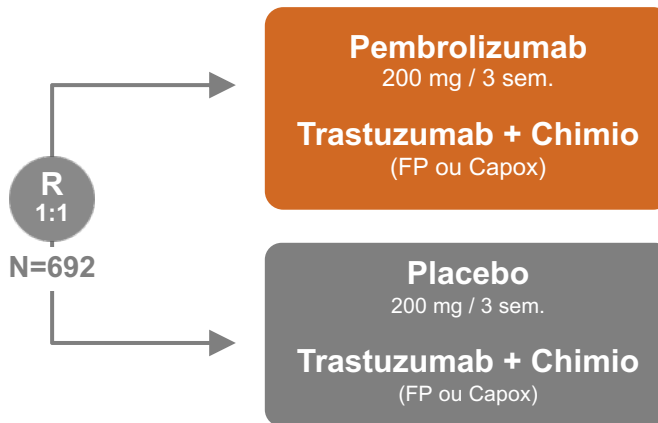 R
1:1
N=692
Pembrolizumab
200 mg / 3 sem.
Trastuzumab + Chimio
(FP ou Capox)
Placebo
200 mg / 3 sem.
Trastuzumab + Chimio
(FP ou Capox)